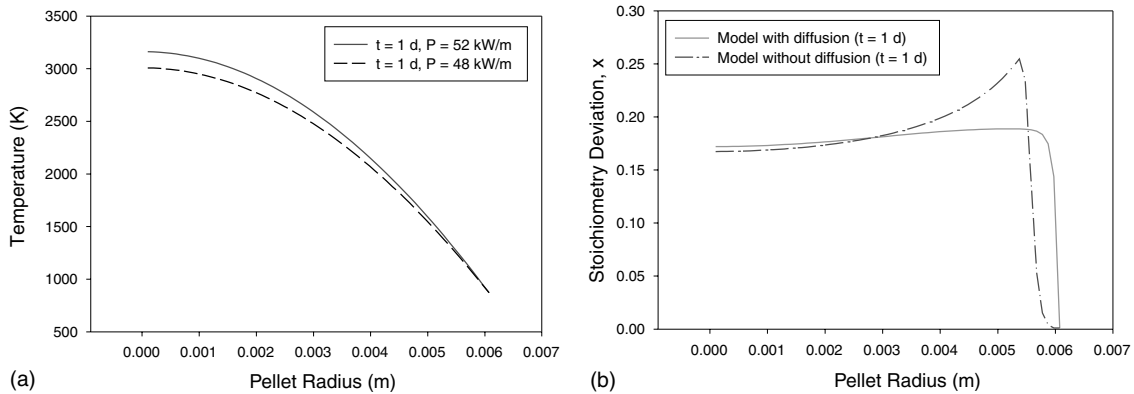 3500
3000
2500
2000
1500
1000
500
Temperature (K)
t = 1 d, P = 52 kW/m
t = 1 d, P = 48 kW/m
0.000 0.001 0.002 0.003 0.004 0.005 0.006 0.007
(a) Pellet Radius (m)
0.30
0.25
0.20
0.15
0.10
0.05
0.00
Stoichiometry Deviation, x
Model with diffusion (t = 1 d)
Model without diffusion (t = 1 d)
0.000 0.001 0.002 0.003 0.004 0.005 0.006 0.007
(b) Pellet Radius (m)